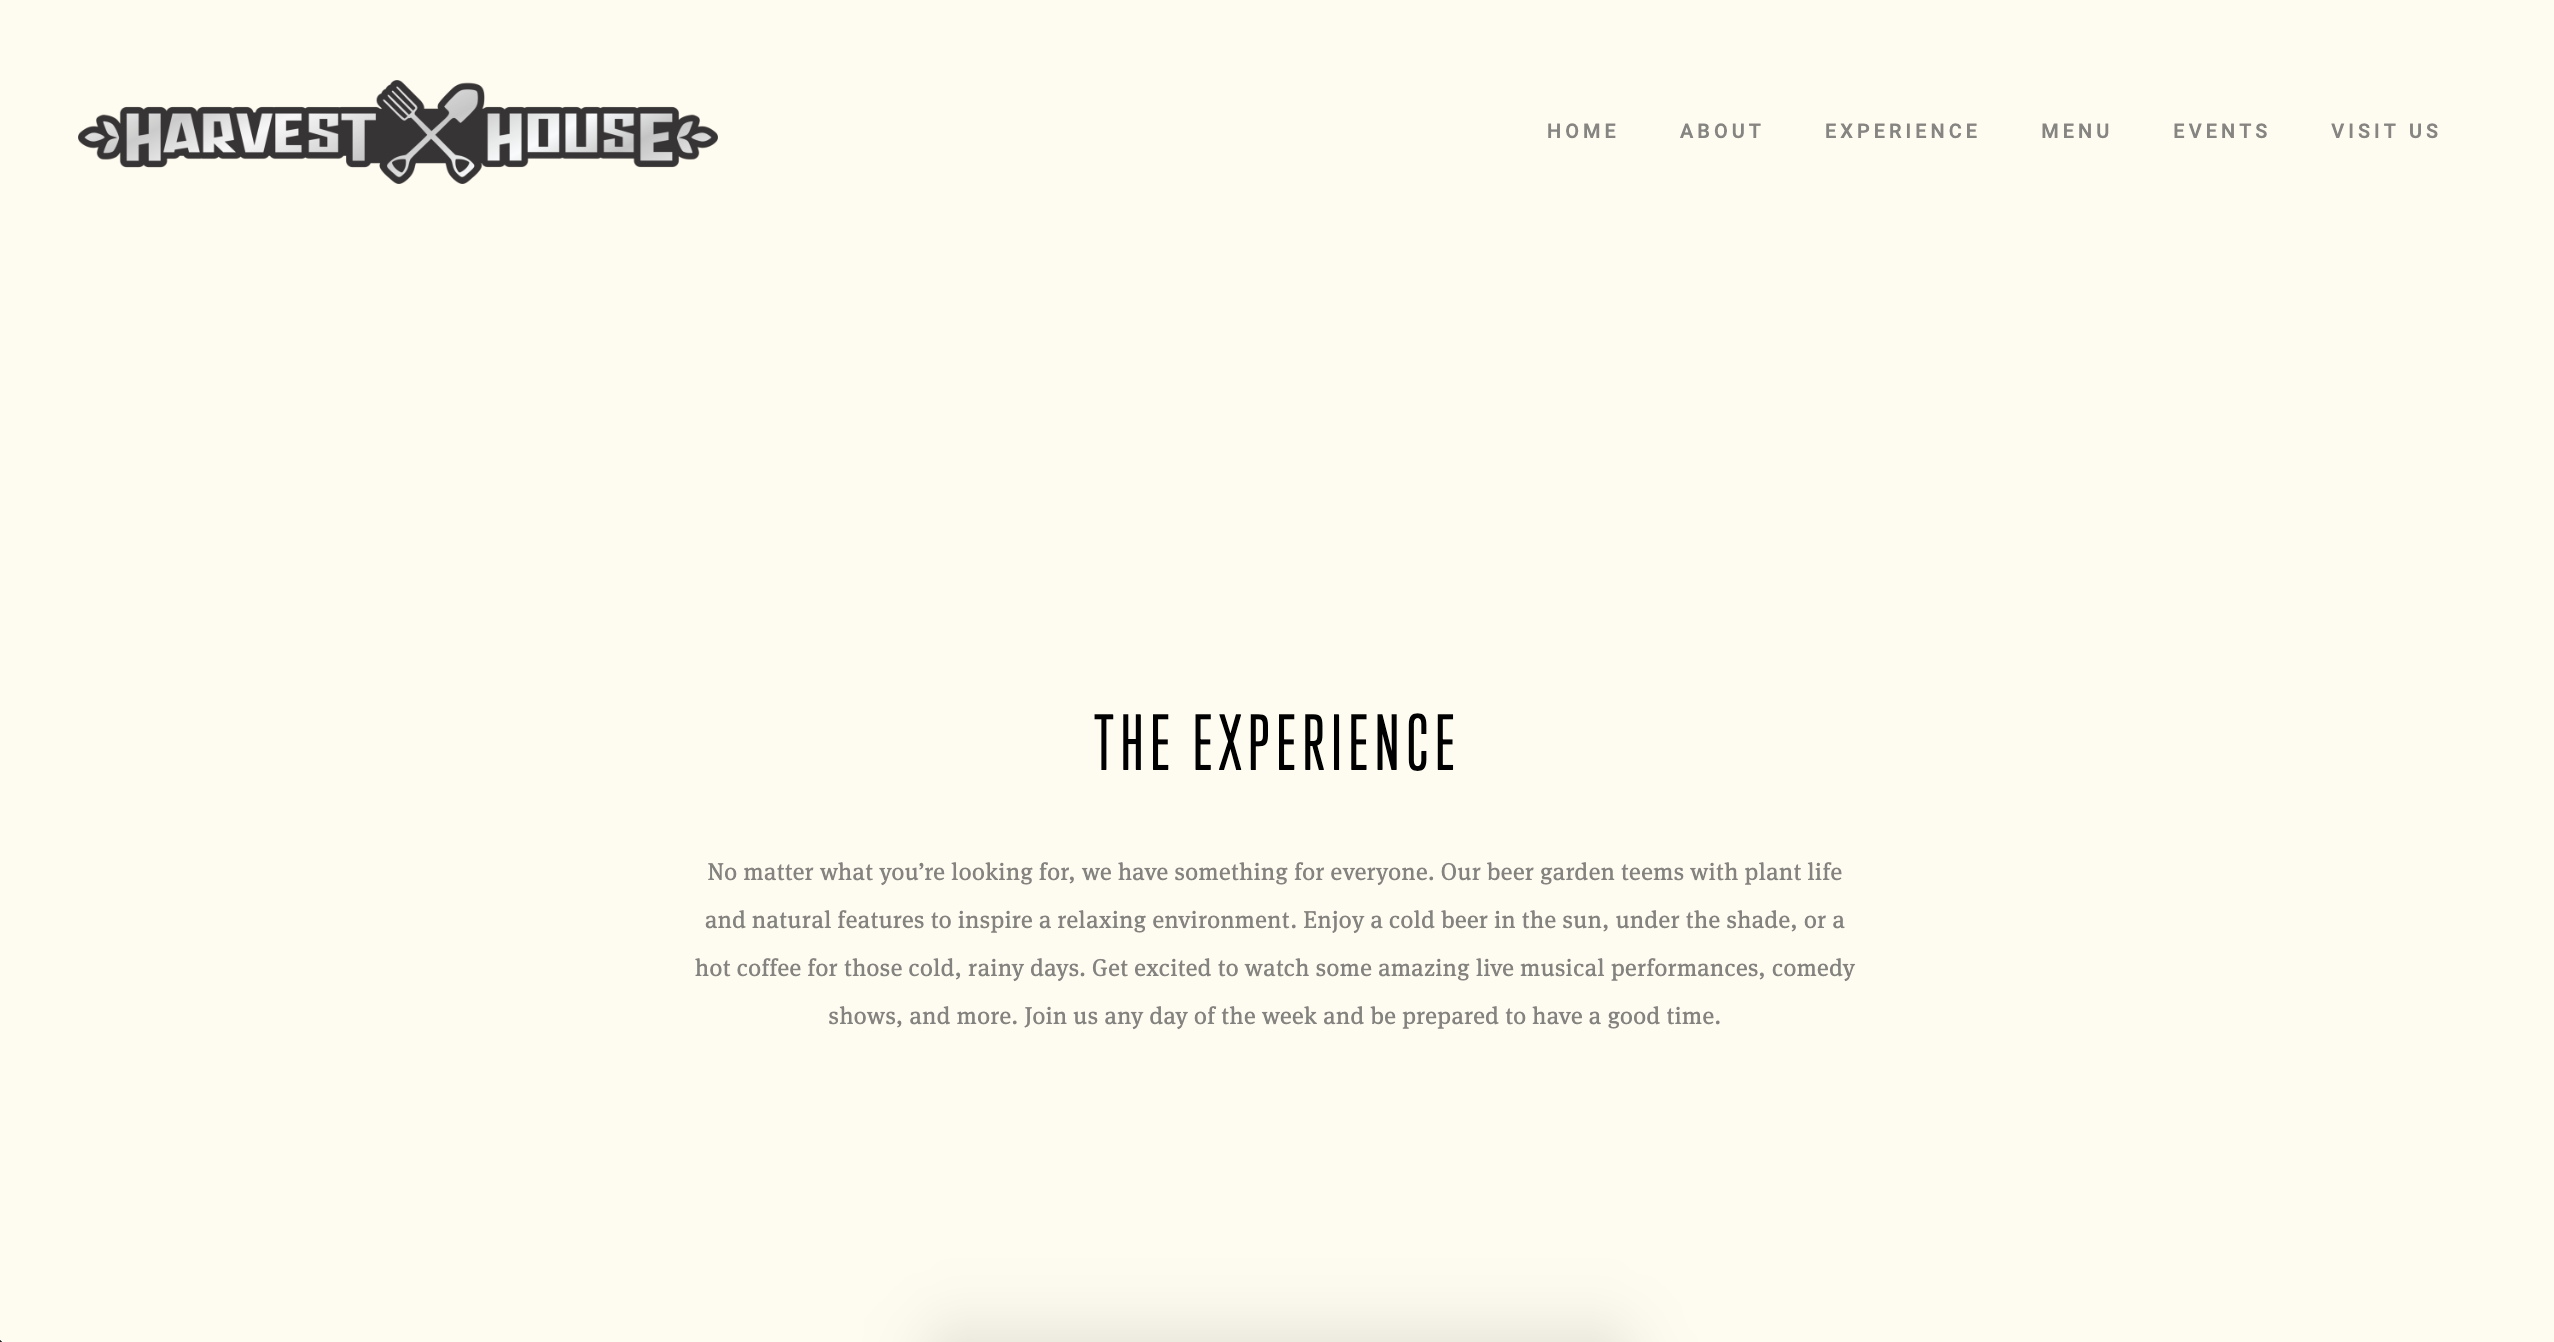 HARVEST HOUSE
HOME ABOUT EXPERIENCE MENU EVENTS VISIT US
THE EXPERIENCE
No matter what you’re looking for, we have something for everyone. Our beer garden teems with plant life
and natural features to inspire a relaxing environment. Enjoy a cold beer in the sun, under the shade, or a
hot coffee for those cold, rainy days. Get excited to watch some amazing live musical performances, comedy
shows, and more. Join us any day of the week and be prepared to have a good time.